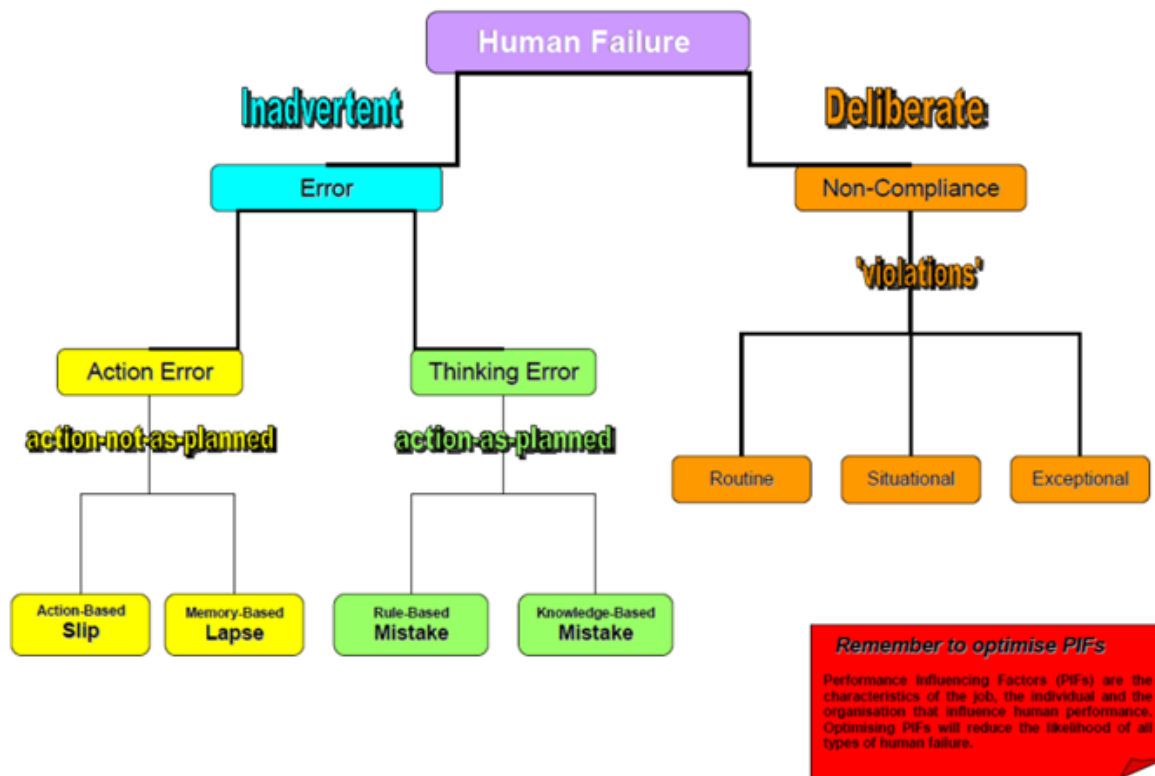 Human Failure
Inadvertent
Deliberate
Error
Non-Compliance
'violations'
Action Error
Thinking Error
action-not-as-planned
action-as-planned
Routine
Situational
Exceptional
Action-Based
Slip
Memory-Based
Lapse
Rule-Based
Mistake
Knowledge-Based
Mistake
Remember to optimise PIFs
Performance Influencing Factors (PIFs) are the
characteristics of the job, the individual and the
organisation that influence human performance.
Optimising PIFs will reduce the likelihood of all
types of human failure.